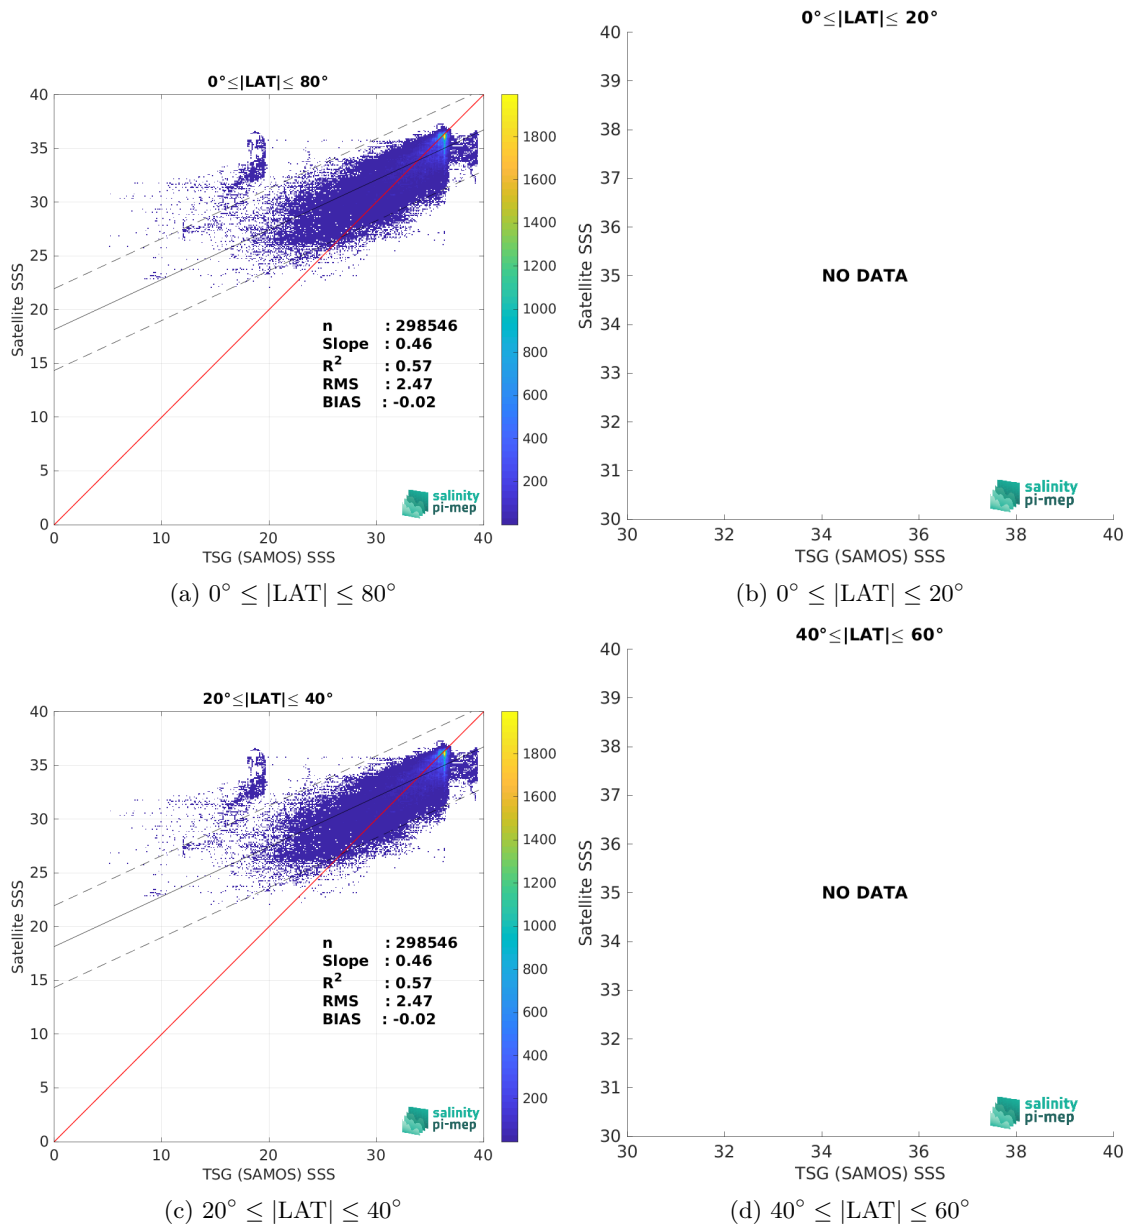 0°≤|LAT|≤ 80°
40
35
30
25
20
15
10
5
0
Satellite SSS
0
10
20
30
40
TSG (SAMOS) SSS
n : 298546
Slope : 0.46
R² : 0.57
RMS : 2.47
BIAS : -0.02
salinity
pi-mep
1800
1600
1400
1200
1000
800
600
400
200
(a) 0° ≤ |LAT| ≤ 80°
0°≤|LAT|≤ 20°
40
39
38
37
36
35
34
33
32
31
30
Satellite SSS
NO DATA
salinity
pi-mep
30
32
34
36
38
40
TSG (SAMOS) SSS
(b) 0° ≤ |LAT| ≤ 20°
20°≤|LAT|≤ 40°
40
35
30
25
20
15
10
5
0
Satellite SSS
0
10
20
30
40
TSG (SAMOS) SSS
n : 298546
Slope : 0.46
R² : 0.57
RMS : 2.47
BIAS : -0.02
salinity
pi-mep
1800
1600
1400
1200
1000
800
600
400
200
(c) 20° ≤ |LAT| ≤ 40°
40°≤|LAT|≤ 60°
40
39
38
37
36
35
34
33
32
31
30
Satellite SSS
NO DATA
salinity
pi-mep
30
32
34
36
38
40
TSG (SAMOS) SSS
(d) 40° ≤ |LAT| ≤ 60°